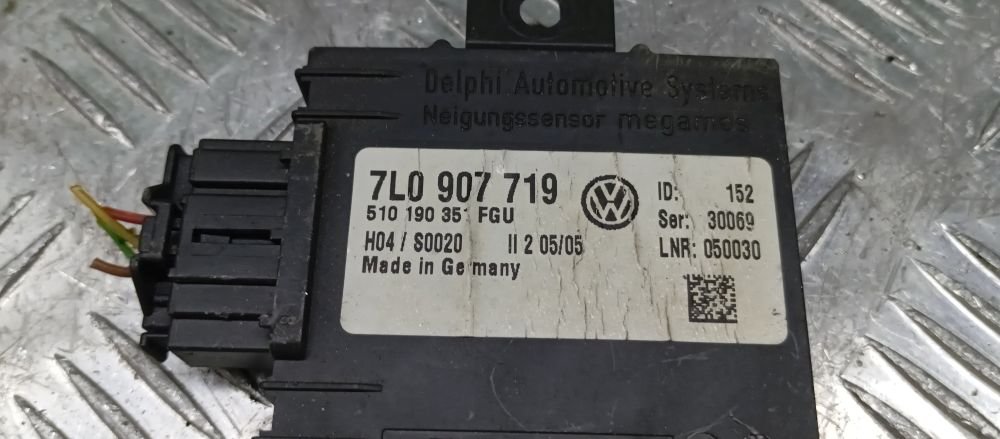 Delphi Automotive Systems
Neigungssensor megamos
7L0 907 719
510 190 351 FGU
H04 / S0020 II 2 05/05
Made in Germany
VW
ID: 152
Ser: 30069
LNR: 050030